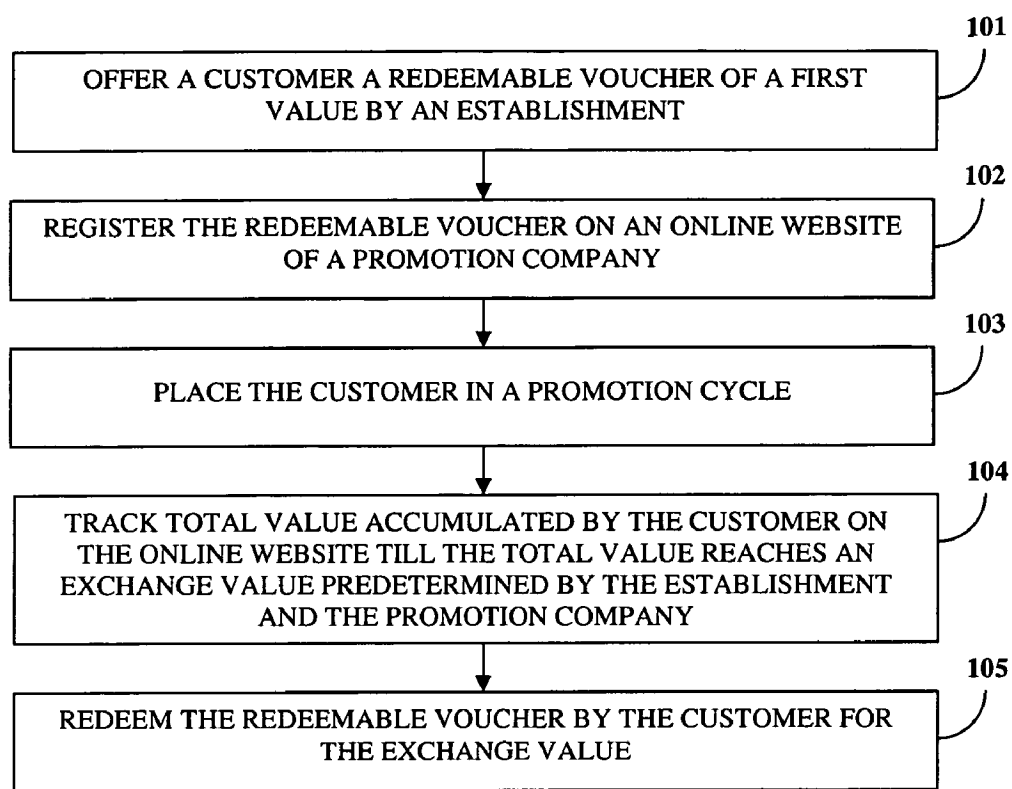 101
OFFER A CUSTOMER A REDEEMABLE VOUCHER OF A FIRST
VALUE BY AN ESTABLISHMENT
102
REGISTER THE REDEEMABLE VOUCHER ON AN ONLINE WEBSITE
OF A PROMOTION COMPANY
103
PLACE THE CUSTOMER IN A PROMOTION CYCLE
104
TRACK TOTAL VALUE ACCUMULATED BY THE CUSTOMER ON
THE ONLINE WEBSITE TILL THE TOTAL VALUE REACHES AN
EXCHANGE VALUE PREDETERMINED BY THE ESTABLISHMENT
AND THE PROMOTION COMPANY
105
REDEEM THE REDEEMABLE VOUCHER BY THE CUSTOMER FOR
THE EXCHANGE VALUE